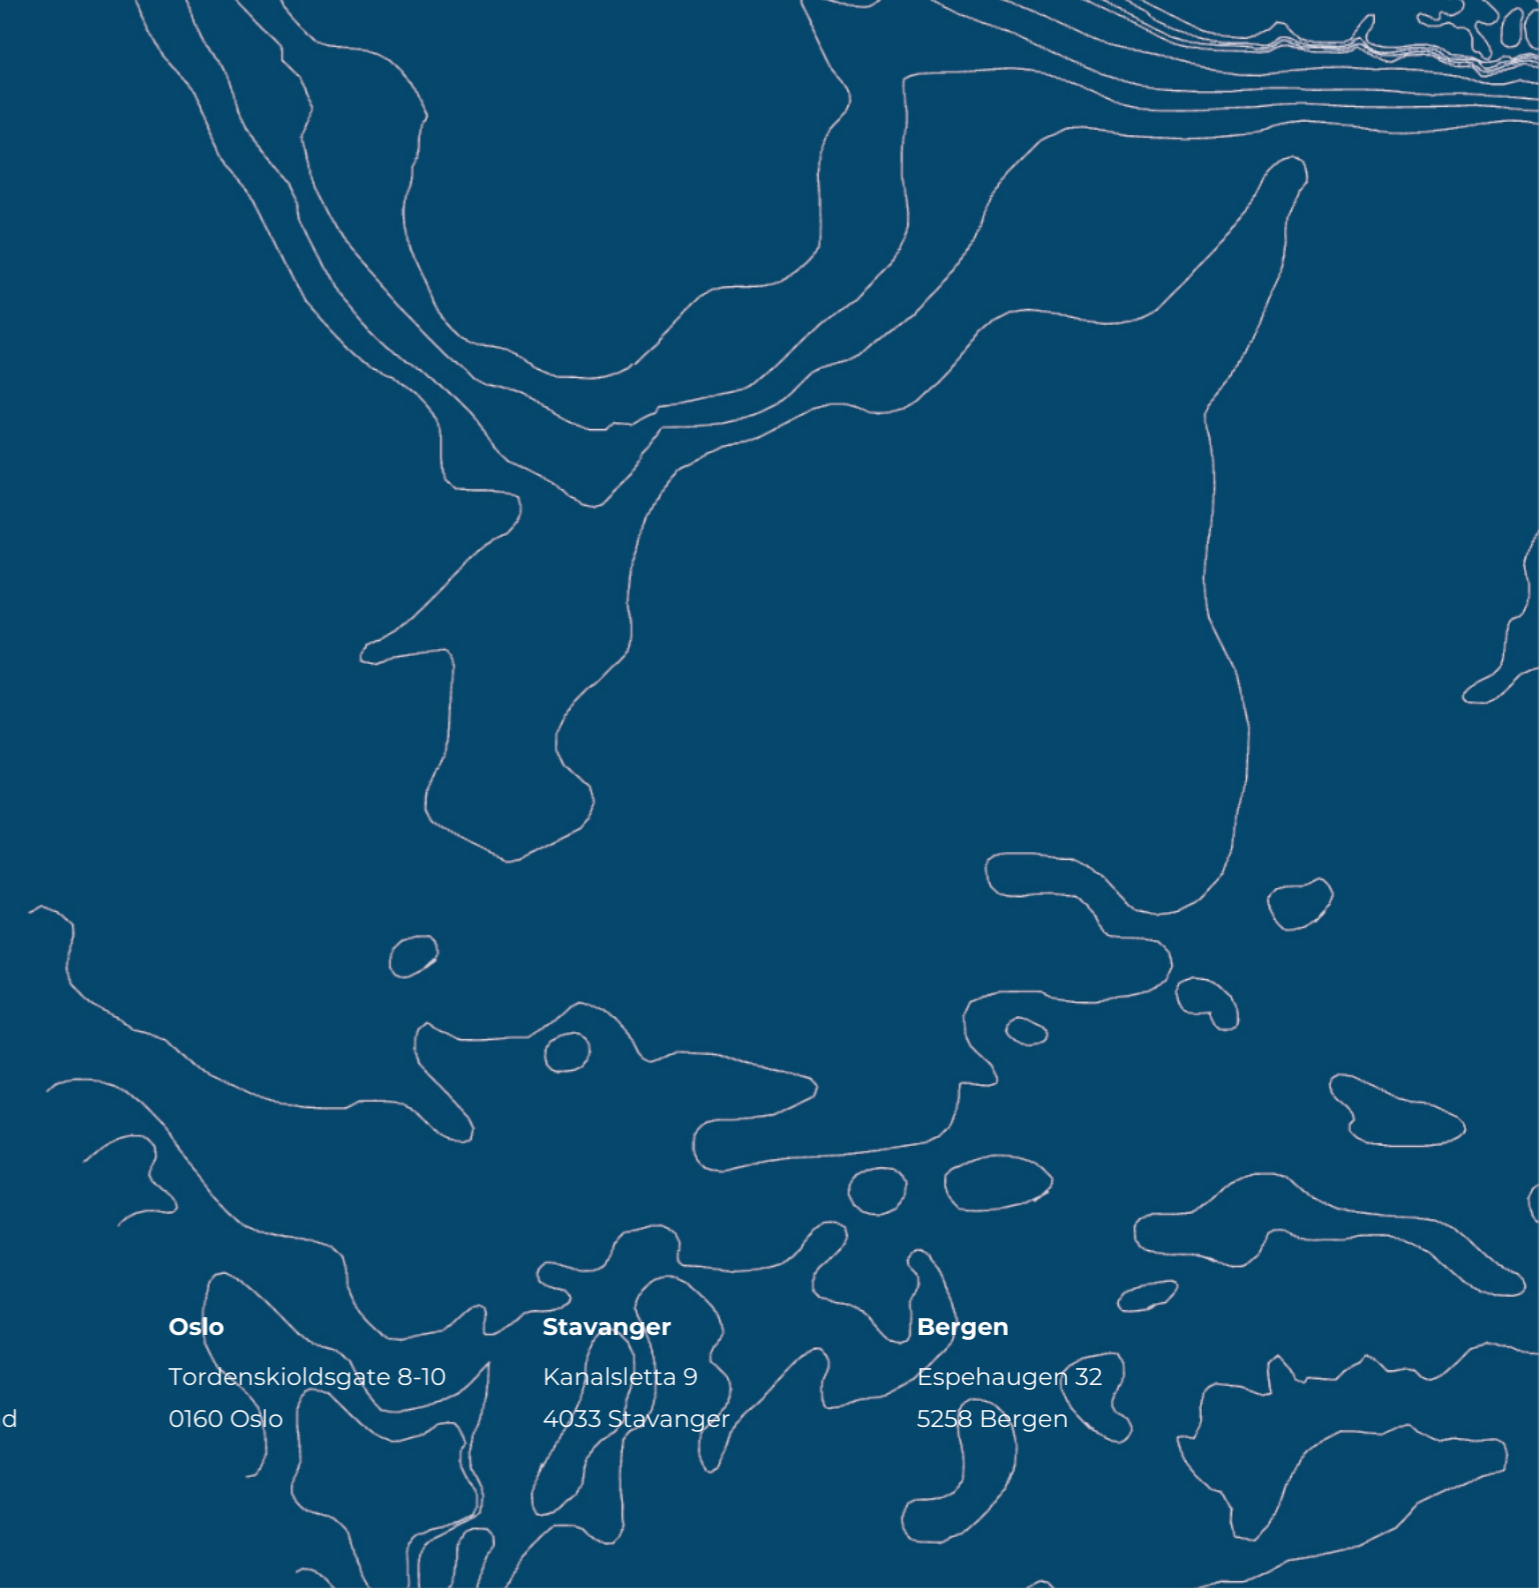 Oslo
Tordenskioldsgate 8-10
0160 Oslo
Stavanger
Kanalsletta 9
4033 Stavanger
Bergen
Espehaugen 32
5258 Bergen